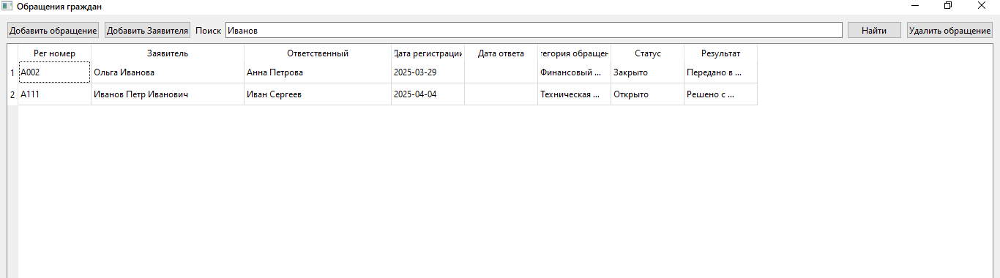 Обращения граждан
Добавить обращение Добавить Заявителя Поиск Иванов Найти Удалить обращение
Рег номер Заявитель Ответственный Дата регистрации Дата ответа тегория обращен Статус Результат
1 A002 Ольга Иванова Анна Петрова 2025-03-29 Финансовый ... Закрыто Передано в ...
2 A111 Иванов Петр Иванович Иван Сергеев 2025-04-04 Техническая ... Открыто Решено с ...